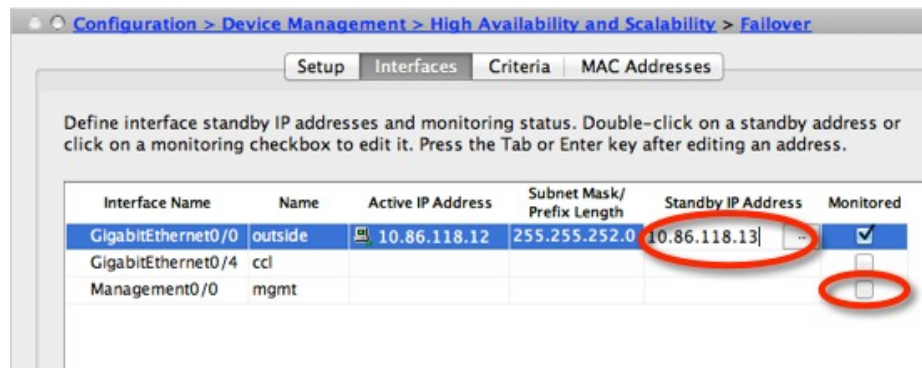 Configuration > Device Management > High Availability and Scalability > Failover
Setup Interfaces Criteria MAC Addresses
Define interface standby IP addresses and monitoring status. Double-click on a standby address or
click on a monitoring checkbox to edit it. Press the Tab or Enter key after editing an address.
Interface Name Name Active IP Address Subnet Mask/ Prefix Length Standby IP Address Monitored
GigabitEthernet0/0 outside 10.86.118.12 255.255.252.0 10.86.118.13 ...
GigabitEthernet0/4 ccl
Management0/0 mgmt